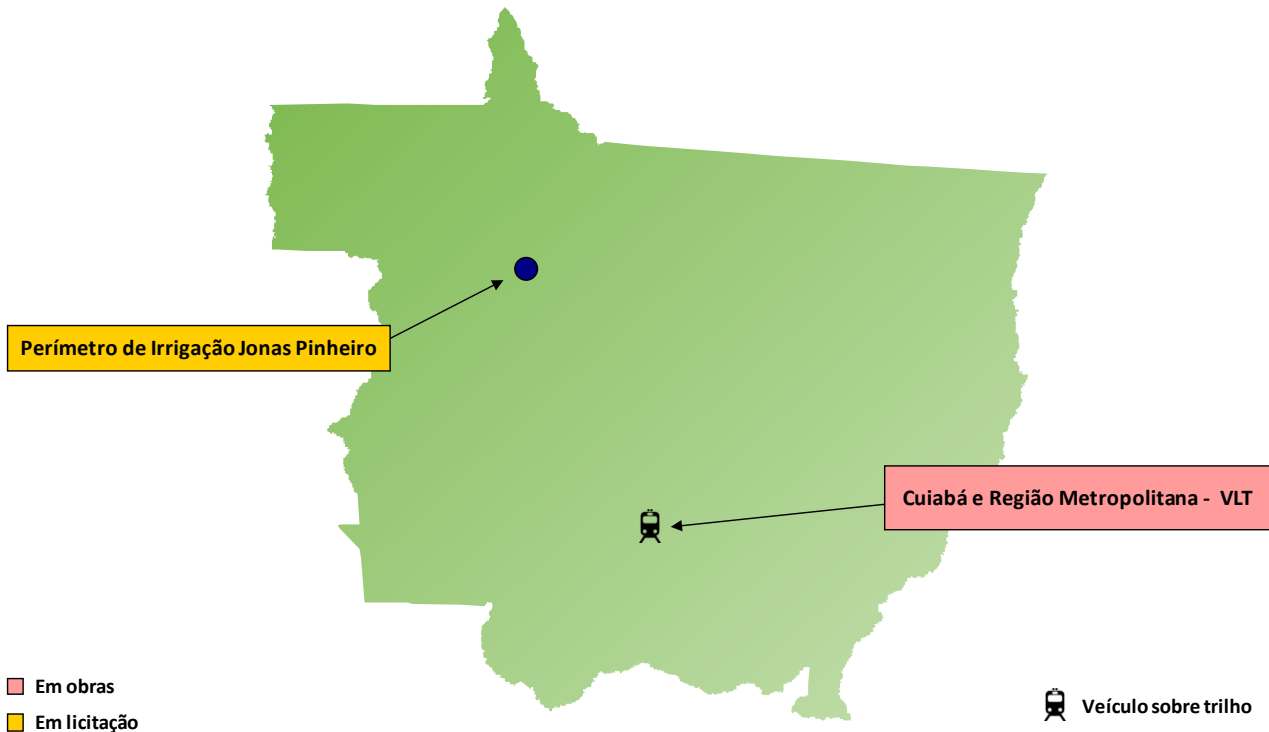 Perímetro de Irrigação Jonas Pinheiro
Cuiabá e Região Metropolitana - VLT
Em obras
Em licitação
Veículo sobre trilho